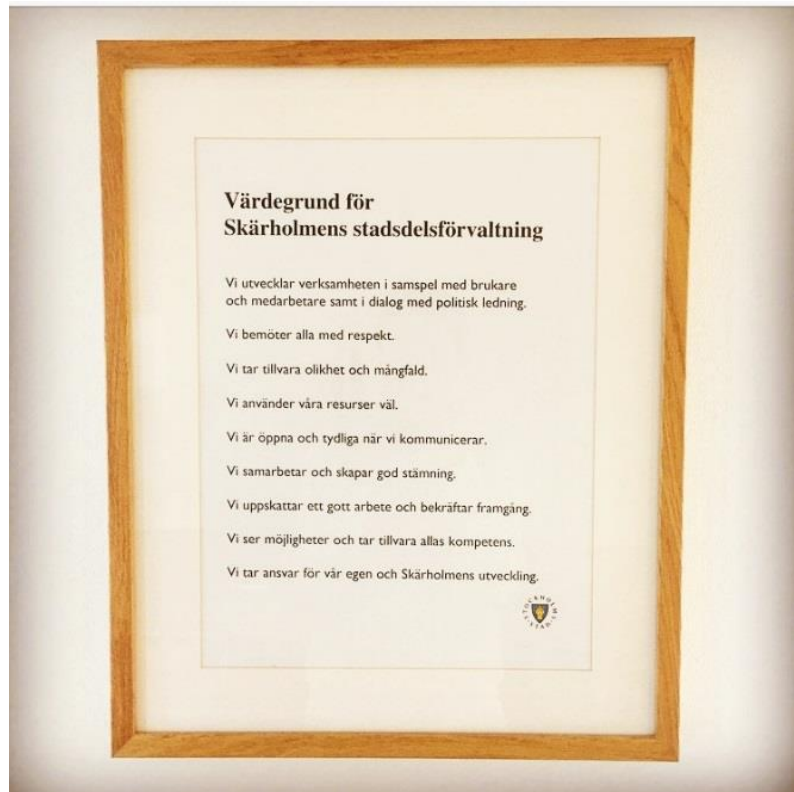 Värdegrund för
Skärholmens stadsdelsförvaltning
Vi utvecklar verksamheten i samspel med brukare
och medarbetare samt i dialog med politisk ledning.
Vi bemöter alla med respekt.
Vi tar tillvara olikhet och mångfald.
Vi använder våra resurser väl.
Vi är öppna och tydliga när vi kommunicerar.
Vi samarbetar och skapar god stämning.
Vi uppskattar ett gott arbete och bekräftar framgång.
Vi ser möjligheter och tar tillvara allas kompetens.
Vi tar ansvar för vår egen och Skärholmens utveckling.
STOCKHOLMS STAD